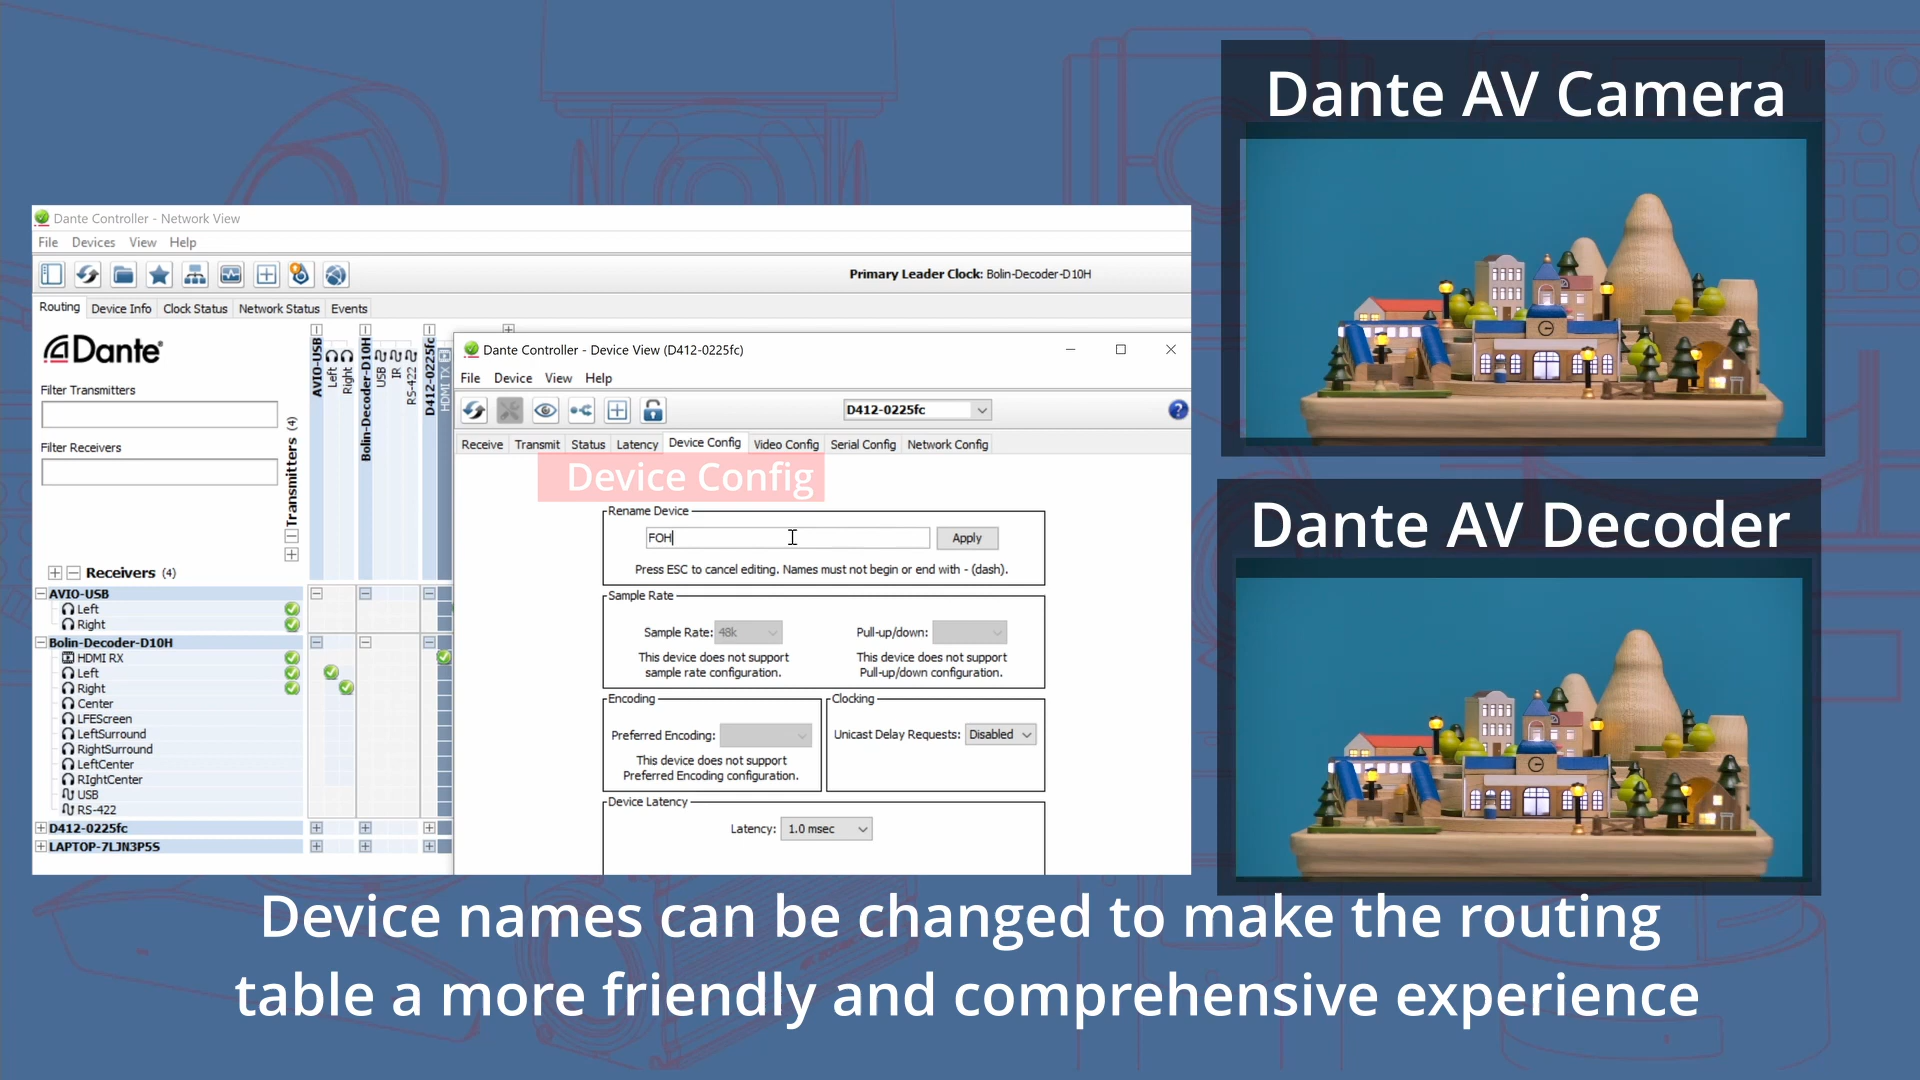 Dante AV Camera
Dante Controller - Network View
File Devices View Help
Primary Leader Clock: Bolin-Decoder-D10H
Routing Device Info Clock Status Network Status Events
Dante
Filter Transmitters
Filter Receivers
Transmitters (4)
AVIO-USB
Left
Right
Bolin-Decoder-D10H
USB
IR
RS-422
D412-0225fc
HDMI TX
Receivers (4)
AVIO-USB
Left
Right
Bolin-Decoder-D10H
HDMI RX
Left
Right
Center
LFEScreen
LeftSurround
RightSurround
LeftCenter
RIghtCenter
USB
RS-422
D412-0225fc
LAPTOP-7LJN3P5S
Dante Controller - Device View (D412-0225fc)
File Device View Help
D412-0225fc
Receive Transmit Status Latency Device Config Video Config Serial Config Network Config
Device Config
Rename Device
FOH
Apply
Press ESC to cancel editing. Names must not begin or end with - (dash).
Sample Rate
Sample Rate: 48k
Pull-up/down:
This device does not support
sample rate configuration.
This device does not support
Pull-up/down configuration.
Encoding
Preferred Encoding:
This device does not support
Preferred Encoding configuration.
Clocking
Unicast Delay Requests: Disabled
Device Latency
Latency: 1.0 msec
Dante AV Decoder
Device names can be changed to make the routing
table a more friendly and comprehensive experience